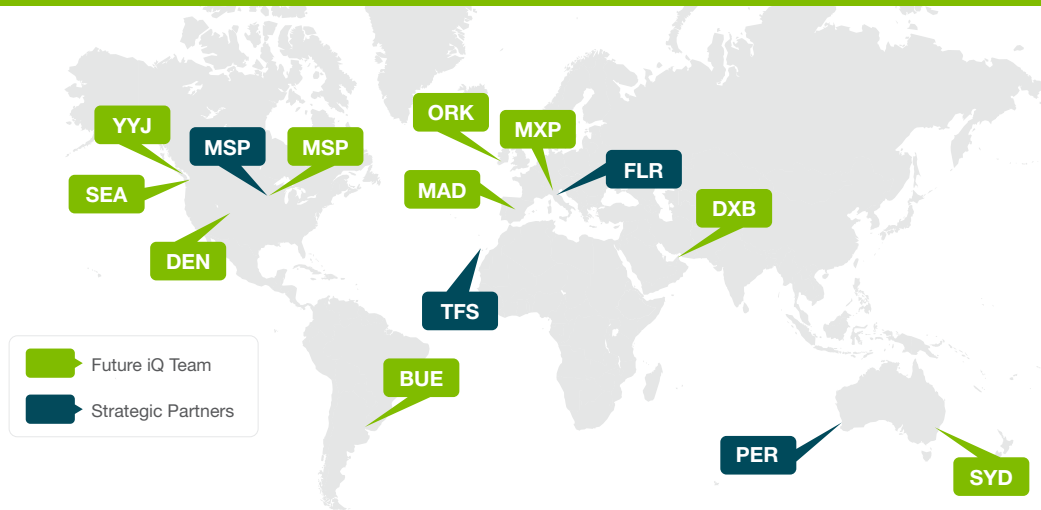 YYJ
MSP
MSP
SEA
DEN
ORK
MXP
FLR
MAD
DXB
TFS
BUE
PER
SYD
Future iQ Team
Strategic Partners